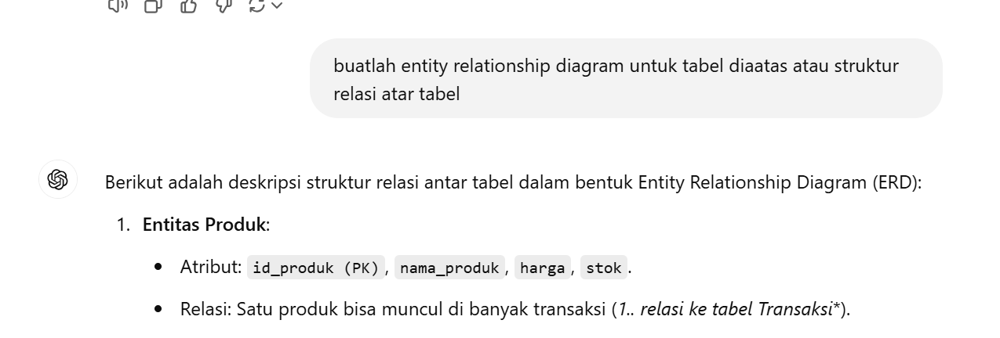 buatlah entity relationship diagram untuk tabel diaatas atau struktur
relasi atar tabel
Berikut adalah deskripsi struktur relasi antar tabel dalam bentuk Entity Relationship Diagram (ERD):
1. Entitas Produk:
• Atribut: id_produk (PK), nama_produk, harga, stok.
• Relasi: Satu produk bisa muncul di banyak transaksi (1.. relasi ke tabel Transaksi*).